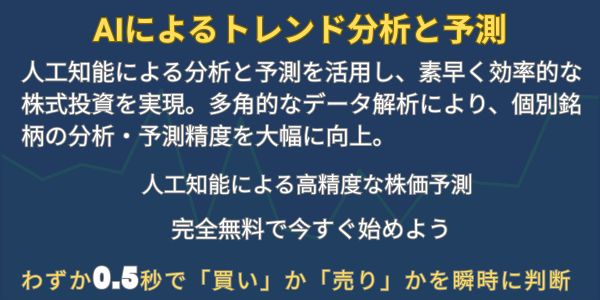 AIによるトレンド分析と予測
人工知能による分析と予測を活用し、素早く効率的な
株式投資を実現。多角的なデータ解析により、個別銘
柄の分析・予測精度を大幅に向上。
人工知能による高精度な株価予測
完全無料で今すぐ始めよう
わずか0.5秒で「買い」か「売り」かを瞬時に判断